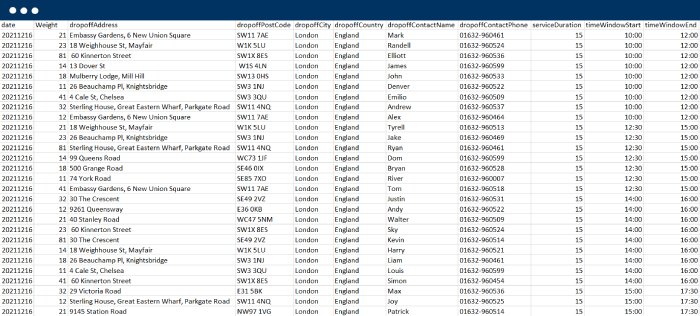 date Weight dropoffAddress dropoffPostCode dropoffCity dropoffCountry dropoffContactName dropoffContactPhone serviceDuration timeWindowStart timeWindowEnd
20211216 21 Embassy Gardens, 6 New Union Square SW11 7AE London England Mark 01632-960461 15 10:00 12:00
20211216 23 18 Weighhouse St, Mayfair W1K 5LU London England Randell 01632-960524 15 10:00 12:00
20211216 81 60 Kinnerton Street SW1X 8ES London England Elliott 01632-960536 15 10:00 12:00
20211216 14 13 Dover St W1S 4LN London England James 01632-960599 15 10:00 12:00
20211216 18 Mulberry Lodge, Mill Hill SW13 0HS London England John 01632-960533 15 10:00 12:00
20211216 11 26 Beauchamp Pl, Knightsbridge SW3 1NJ London England Denver 01632-960522 15 10:00 12:00
20211216 41 4 Cale St, Chelsea SW3 3QU London England Emilio 01632-960509 15 10:00 12:00
20211216 32 Sterling House, Great Eastern Wharf, Parkgate Road SW11 4NQ London England Andrew 01632-960537 15 10:00 12:00
20211216 12 Embassy Gardens, 6 New Union Square SW11 7AE London England Alex 01632-960464 15 10:00 12:00
20211216 21 18 Weighhouse St, Mayfair W1K 5LU London England Tyrell 01632-960513 15 12:30 15:00
20211216 23 26 Beauchamp Pl, Knightsbridge SW3 1NJ London England Jake 01632-960469 15 12:30 15:00
20211216 81 Sterling House, Great Eastern Wharf, Parkgate Road SW11 4NQ London England Ryan 01632-960461 15 12:30 15:00
20211216 14 99 Queens Road WC73 1JF London England Dom 01632-960599 15 12:30 15:00
20211216 18 500 Grange Road SE46 0IX London England Bryan 01632-960528 15 12:30 15:00
20211216 11 74 York Road SE85 7XO London England River 01632-960007 15 12:30 15:00
20211216 41 Embassy Gardens, 6 New Union Square SW11 7AE London England Tom 01632-960518 15 12:30 15:00
20211216 32 30 The Crescent SE49 2VZ London England Justin 01632-960531 15 14:00 16:00
20211216 12 9261 Queensway E36 0KB London England Andy 01632-960522 15 14:00 16:00
20211216 21 40 Stanley Road WC47 5NM London England Walter 01632-960509 15 14:00 16:00
20211216 23 60 Kinnerton Street SW1X 8ES London England Sky 01632-960524 15 14:00 16:00
20211216 81 30 The Crescent SE49 2VZ London England Kevin 01632-960514 15 14:00 16:00
20211216 14 18 Weighhouse St, Mayfair W1K 5LU London England Harry 01632-960521 15 14:00 16:00
20211216 18 26 Beauchamp Pl, Knightsbridge SW3 1NJ London England Liam 01632-960461 15 14:00 16:00
20211216 11 4 Cale St, Chelsea SW3 3QU London England Louis 01632-960599 15 14:00 16:00
20211216 41 60 Kinnerton Street SW1X 8ES London England Simon 01632-960454 15 14:00 16:00
20211216 32 29 Victoria Road E31 5BK London England Max 01632-960536 15 15:00 17:30
20211216 12 Sterling House, Great Eastern Wharf, Parkgate Road SW11 4NQ London England Joy 01632-960525 15 15:00 17:30
20211216 21 9145 Station Road NW97 1VG London England Patrick 01632-960514 15 15:00 17:30